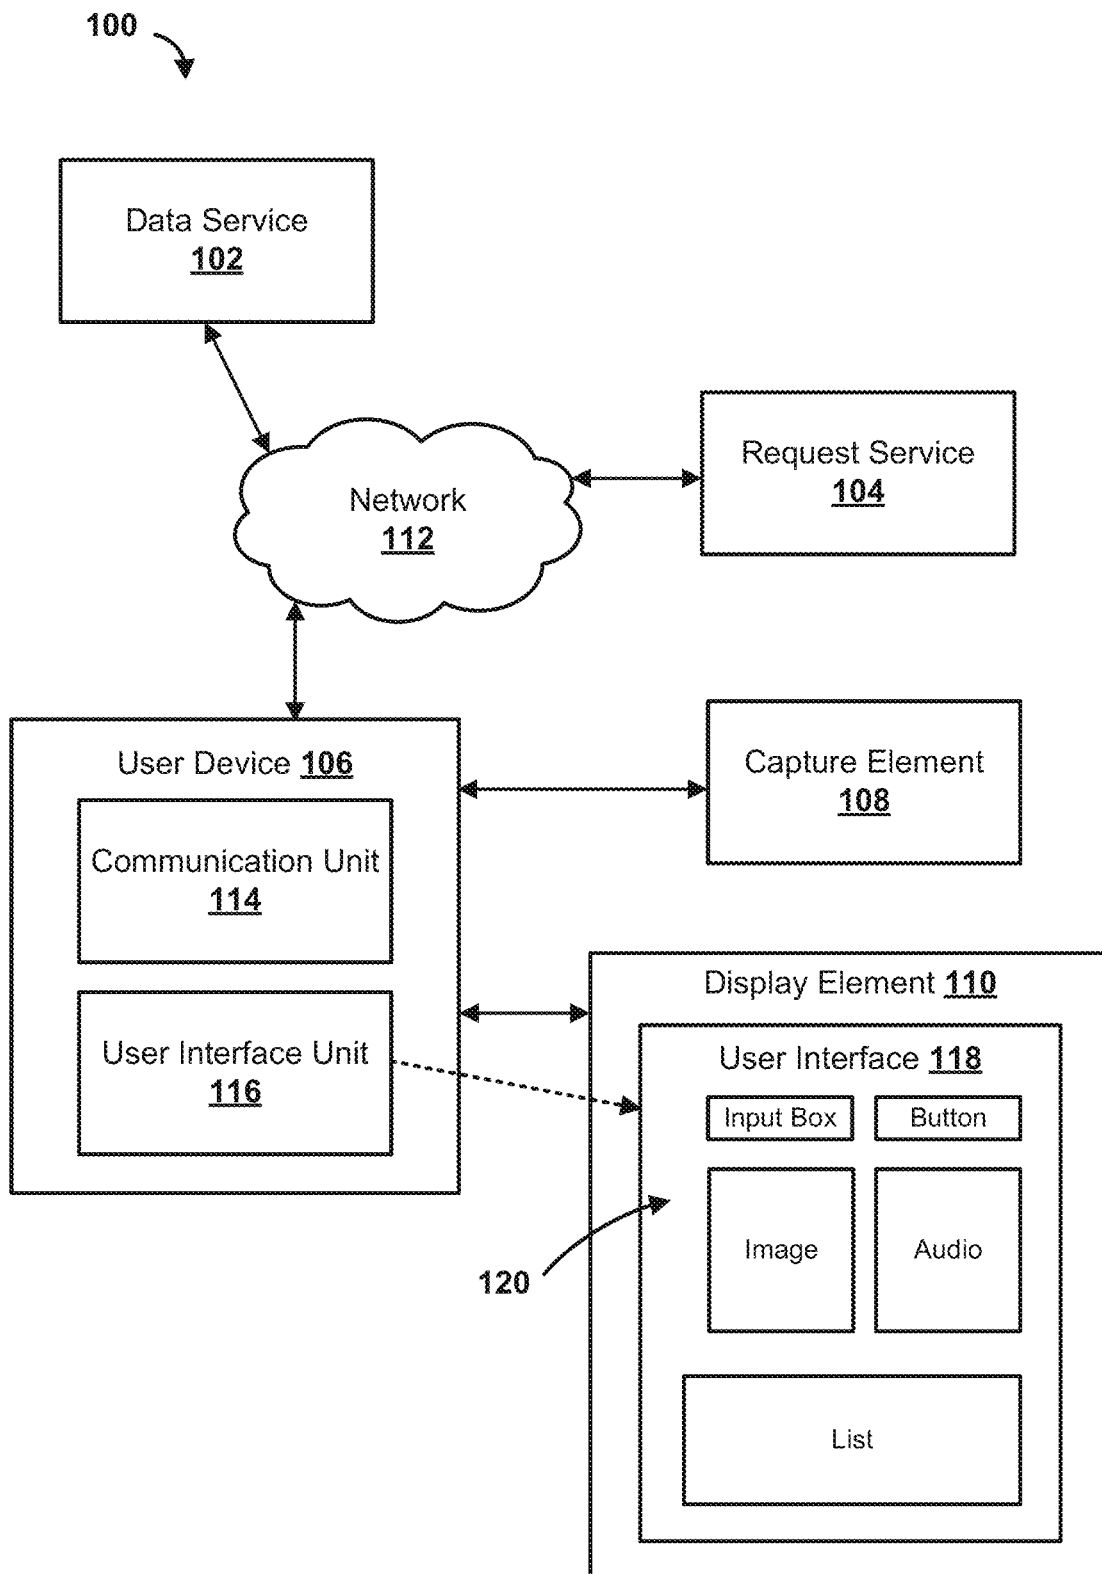 100
Data Service
102
Request Service
104
Network
112
User Device 106
Capture Element
108
Communication Unit
114
Display Element 110
User Interface Unit
116
User Interface 118
Input Box
Button
Image
Audio
120
List